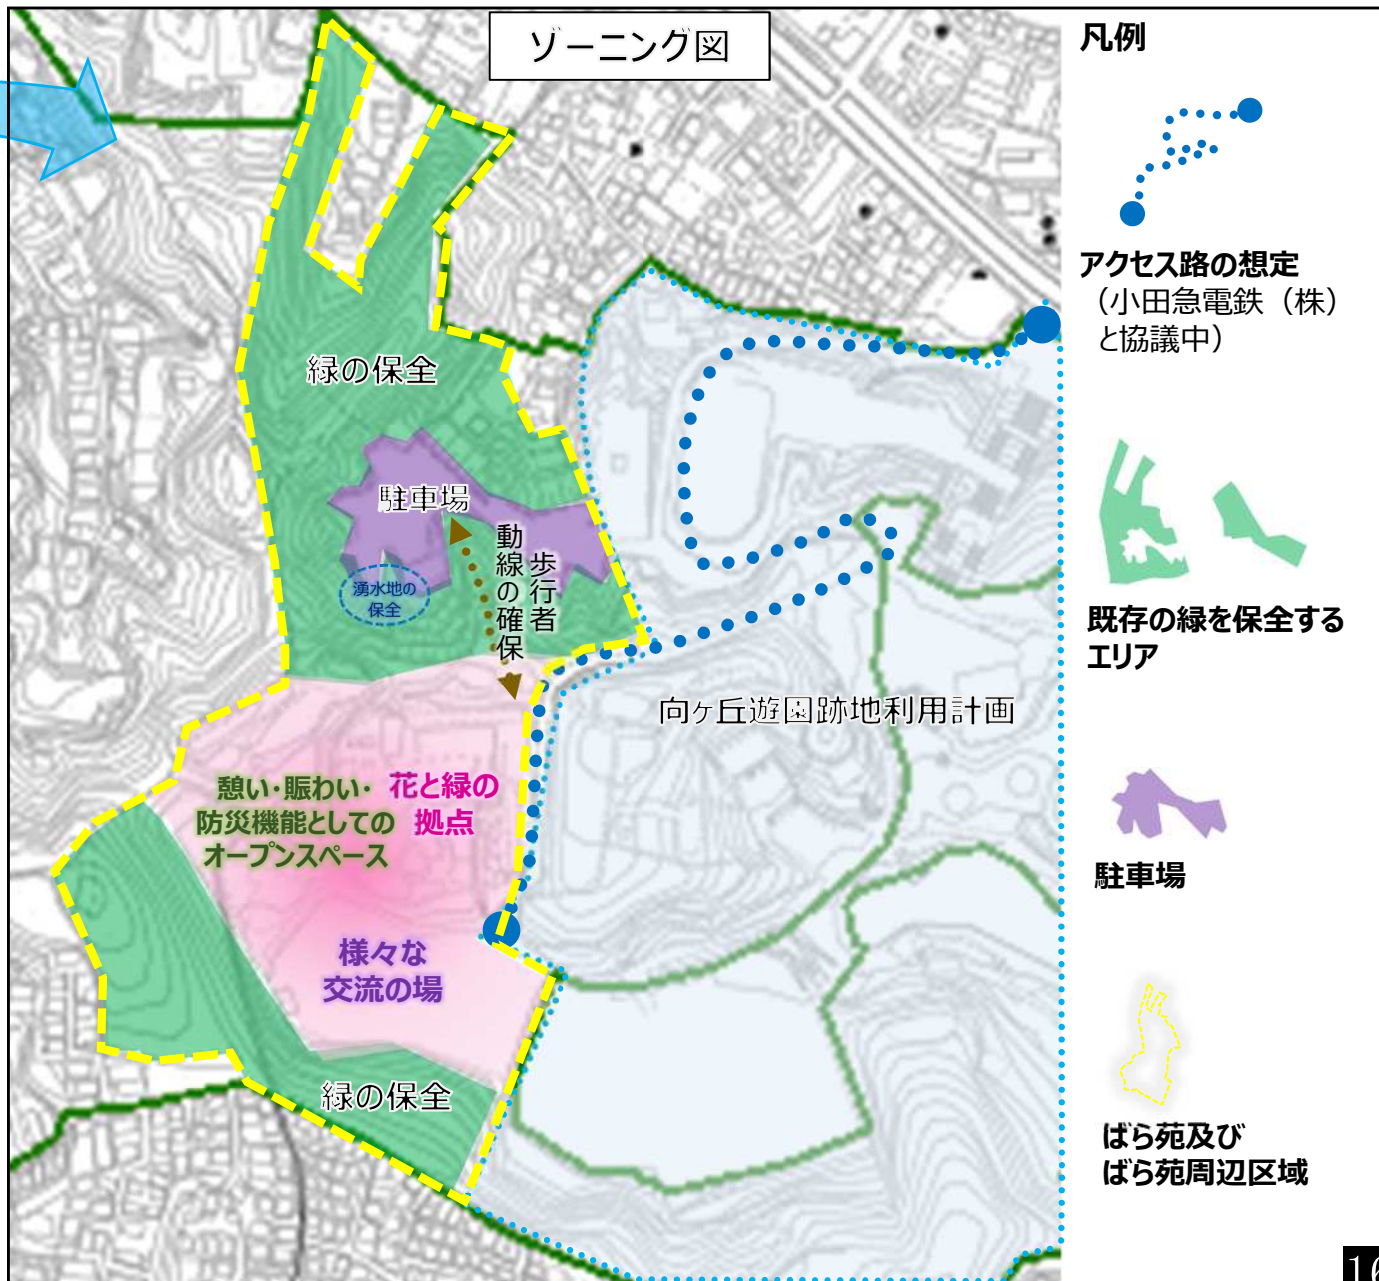 ゾーニング図
凡例
アクセス路の想定
（小田急電鉄（株）
と協議中）
既存の緑を保全する
エリア
駐車場
ばら苑及び
ばら苑周辺区域
緑の保全
駐車場
歩行者
動線の確保
湧水地の
保全
向ヶ丘遊園跡地利用計画
憩い・賑わい・
防災機能としての
オープンスペース
花と緑の
拠点
様々な
交流の場
緑の保全